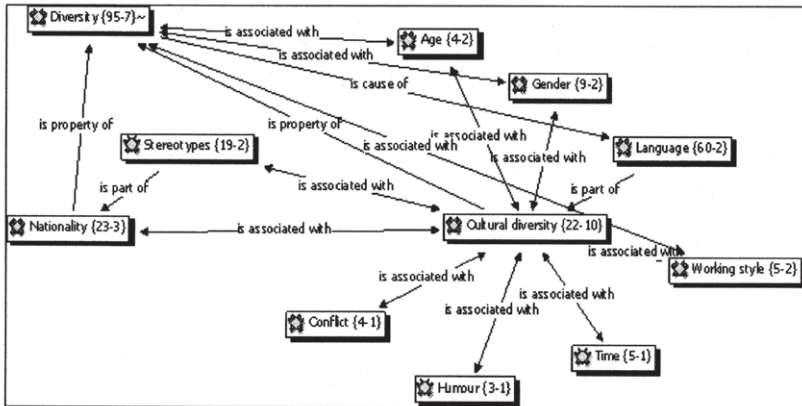 Diversity {95-7}~
is associated with
Age {4-2}
is associated with
Gender {9-2}
is cause of
is property of
is property of
is associated with
is associated with
Stereotypes {19-2}
Language {60-2}
is associated with
is part of
is associated with
is part of
Nationality {23-3}
is associated with
Cultural diversity {22-10}
is associated with
Working style {5-2}
is associated with
is associated with
is associated with
Conflict {4-1}
Time {5-1}
Humour {3-1}